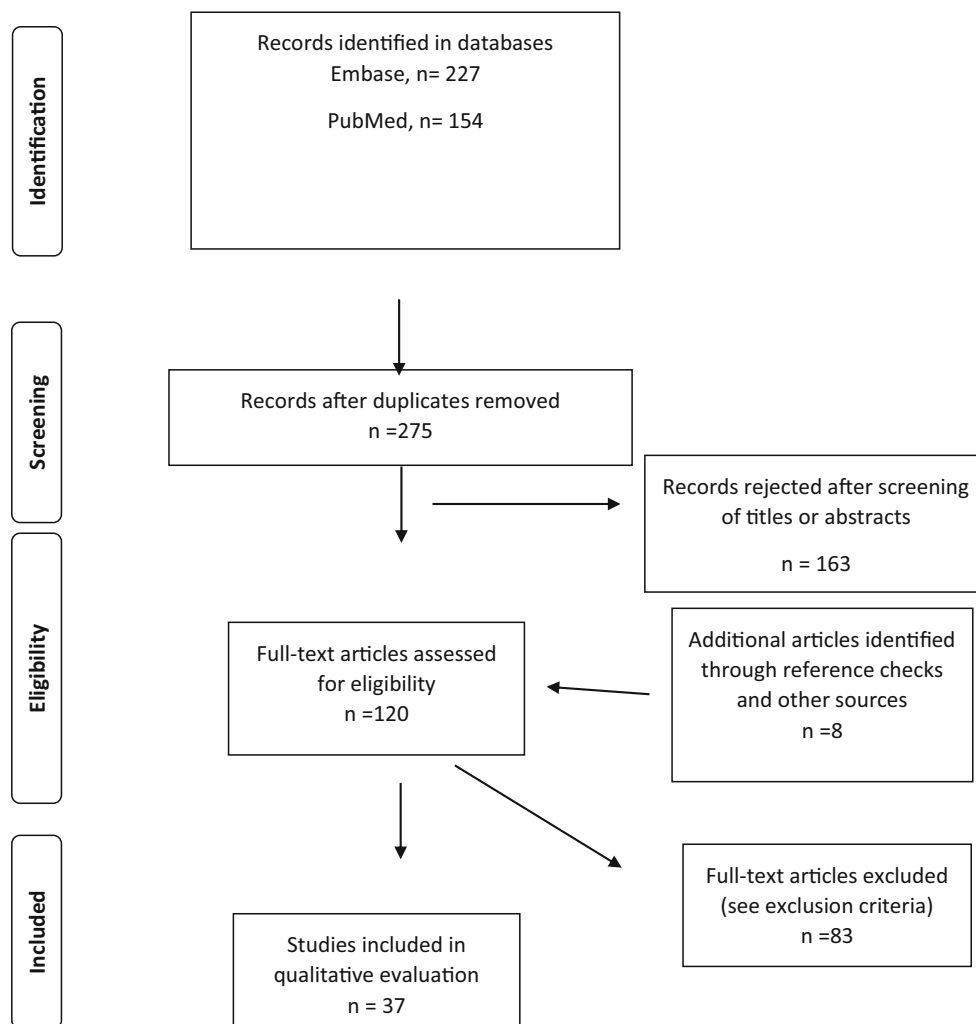 Identification
Records identified in databases
Embase, n= 227
PubMed, n= 154
Screening
Records after duplicates removed
n =275
Records rejected after screening
of titles or abstracts
n = 163
Eligibility
Full-text articles assessed
for eligibility
n =120
Additional articles identified
through reference checks
and other sources
n =8
Included
Full-text articles excluded
(see exclusion criteria)
n =83
Studies included in
qualitative evaluation
n = 37